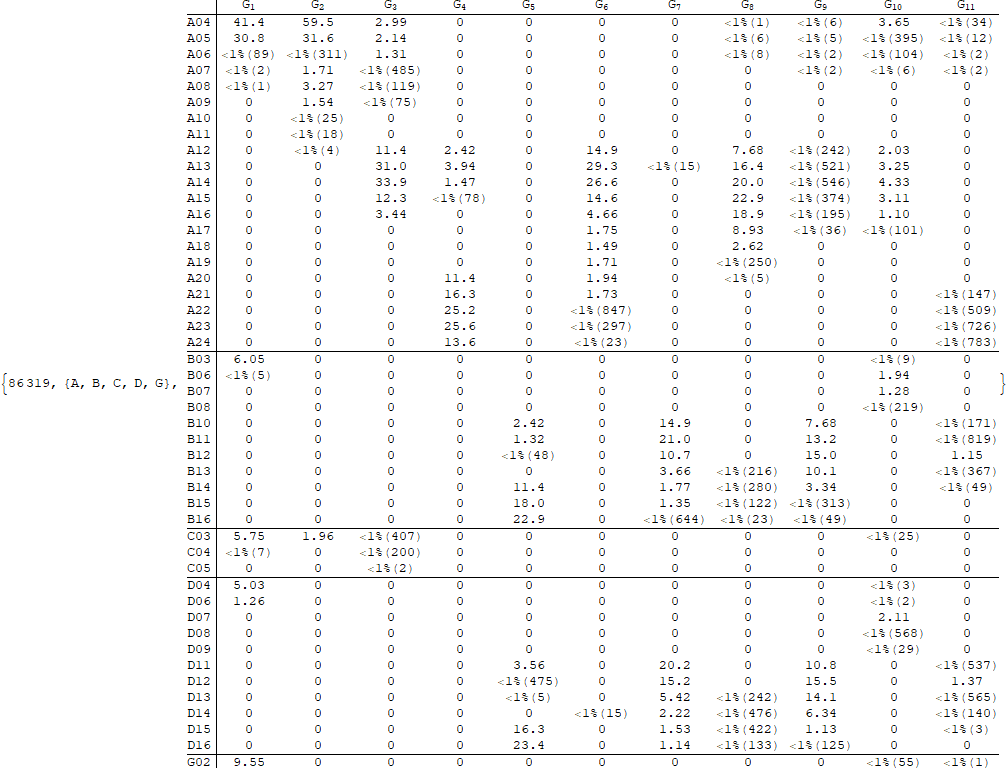 G1 G2 G3 G4 G5 G6 G7 G8 G9 G10 G11
A04 41.4 59.5 2.99 0 0 0 0 <1%(1) <1%(6) 3.65 <1%(34)
A05 30.8 31.6 2.14 0 0 0 0 <1%(6) <1%(5) <1%(395) <1%(12)
A06 <1%(89) <1%(311) 1.31 0 0 0 0 <1%(8) <1%(2) <1%(104) <1%(2)
A07 <1%(2) 1.71 <1%(485) 0 0 0 0 0 <1%(2) <1%(6) <1%(2)
A08 <1%(1) 3.27 <1%(119) 0 0 0 0 0 0 0 0
A09 0 1.54 <1%(75) 0 0 0 0 0 0 0 0
A10 0 <1%(25) 0 0 0 0 0 0 0 0 0
A11 0 <1%(18) 0 0 0 0 0 0 0 0 0
A12 0 <1%(4) 11.4 2.42 0 14.9 0 7.68 <1%(242) 2.03 0
A13 0 0 31.0 3.94 0 29.3 <1%(15) 16.4 <1%(521) 3.25 0
A14 0 0 33.9 1.47 0 26.6 0 20.0 <1%(546) 4.33 0
A15 0 0 12.3 <1%(78) 0 14.6 0 22.9 <1%(374) 3.11 0
A16 0 0 3.44 0 0 4.66 0 18.9 <1%(195) 1.10 0
A17 0 0 0 0 0 1.75 0 8.93 <1%(36) <1%(101) 0
A18 0 0 0 0 0 1.49 0 2.62 0 0 0
A19 0 0 0 0 0 1.71 0 <1%(250) 0 0 0
A20 0 0 0 11.4 0 1.94 0 <1%(5) 0 0 0
A21 0 0 0 16.3 0 1.73 0 0 0 0 <1%(147)
A22 0 0 0 25.2 0 <1%(847) 0 0 0 0 <1%(509)
A23 0 0 0 25.6 0 <1%(297) 0 0 0 0 <1%(726)
A24 0 0 0 13.6 0 <1%(23) 0 0 0 0 <1%(783)
B03 6.05 0 0 0 0 0 0 0 0 <1%(9) 0
{86319, {A, B, C, D, G}, B06 <1%(5) 0 0 0 0 0 0 0 0 1.94 0 }
B07 0 0 0 0 0 0 0 0 0 1.28 0
B08 0 0 0 0 0 0 0 0 0 <1%(219) 0
B10 0 0 0 0 2.42 0 14.9 0 7.68 0 <1%(171)
B11 0 0 0 0 1.32 0 21.0 0 13.2 0 <1%(819)
B12 0 0 0 0 <1%(48) 0 10.7 0 15.0 0 1.15
B13 0 0 0 0 0 0 3.66 <1%(216) 10.1 0 <1%(367)
B14 0 0 0 0 11.4 0 1.77 <1%(280) 3.34 0 <1%(49)
B15 0 0 0 0 18.0 0 1.35 <1%(122) <1%(313) 0 0
B16 0 0 0 0 22.9 0 <1%(644) <1%(23) <1%(49) 0 0
C03 5.75 1.96 <1%(407) 0 0 0 0 0 0 <1%(25) 0
C04 <1%(7) 0 <1%(200) 0 0 0 0 0 0 0 0
C05 0 0 <1%(2) 0 0 0 0 0 0 0 0
D04 5.03 0 0 0 0 0 0 0 0 <1%(3) 0
D06 1.26 0 0 0 0 0 0 0 0 <1%(2) 0
D07 0 0 0 0 0 0 0 0 0 2.11 0
D08 0 0 0 0 0 0 0 0 0 <1%(568) 0
D09 0 0 0 0 0 0 0 0 0 <1%(29) 0
D11 0 0 0 0 3.56 0 20.2 0 10.8 0 <1%(537)
D12 0 0 0 0 <1%(475) 0 15.2 0 15.5 0 1.37
D13 0 0 0 0 <1%(5) 0 5.42 <1%(242) 14.1 0 <1%(565)
D14 0 0 0 0 0 <1%(15) 2.22 <1%(476) 6.34 0 <1%(140)
D15 0 0 0 0 16.3 0 1.53 <1%(422) 1.13 0 <1%(3)
D16 0 0 0 0 23.4 0 1.14 <1%(133) <1%(125) 0 0
G02 9.55 0 0 0 0 0 0 0 0 <1%(55) <1%(1)